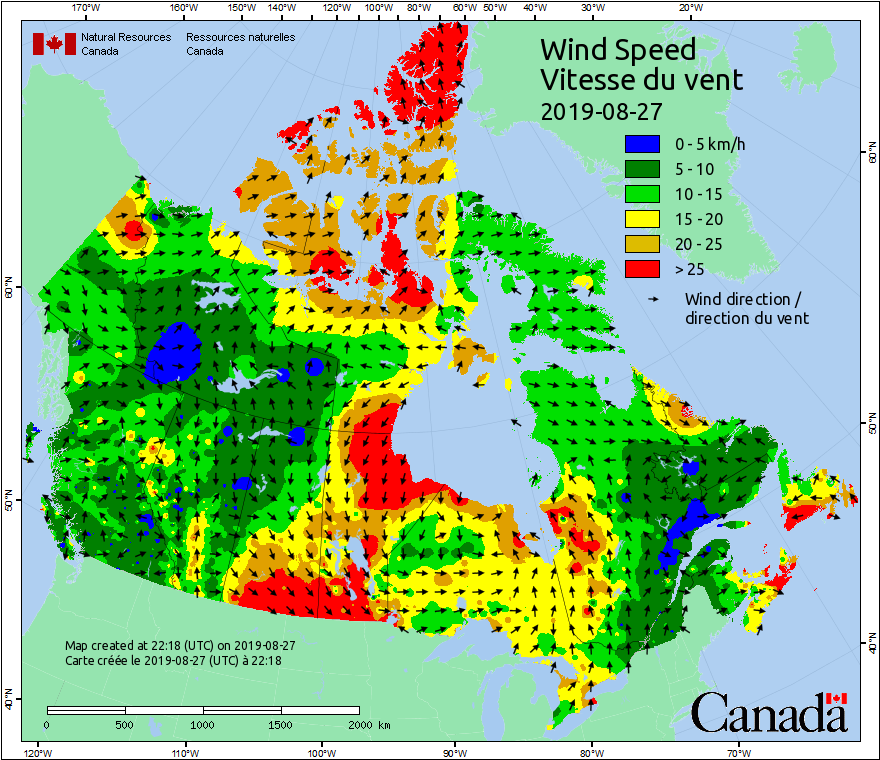 170°W 160°W 150°W 140°W 130°W 120°W 110°W 100°W 90°W 80°W 70°W 60°W 50°W 40°W 30°W 20°W
Natural Resources Canada
Ressources naturelles Canada
Wind Speed
Vitesse du vent
2019-08-27
0 - 5 km/h
5 - 10
10 - 15
15 - 20
20 - 25
> 25
Wind direction /
direction du vent
60°N
60°N
50°N
50°N
40°N
40°N
Map created at 22:18 (UTC) on 2019-08-27
Carte créée le 2019-08-27 (UTC) à 22:18
0 500 1000 1500 2000 km
Canada
120°W 110°W 100°W 90°W 80°W 70°W